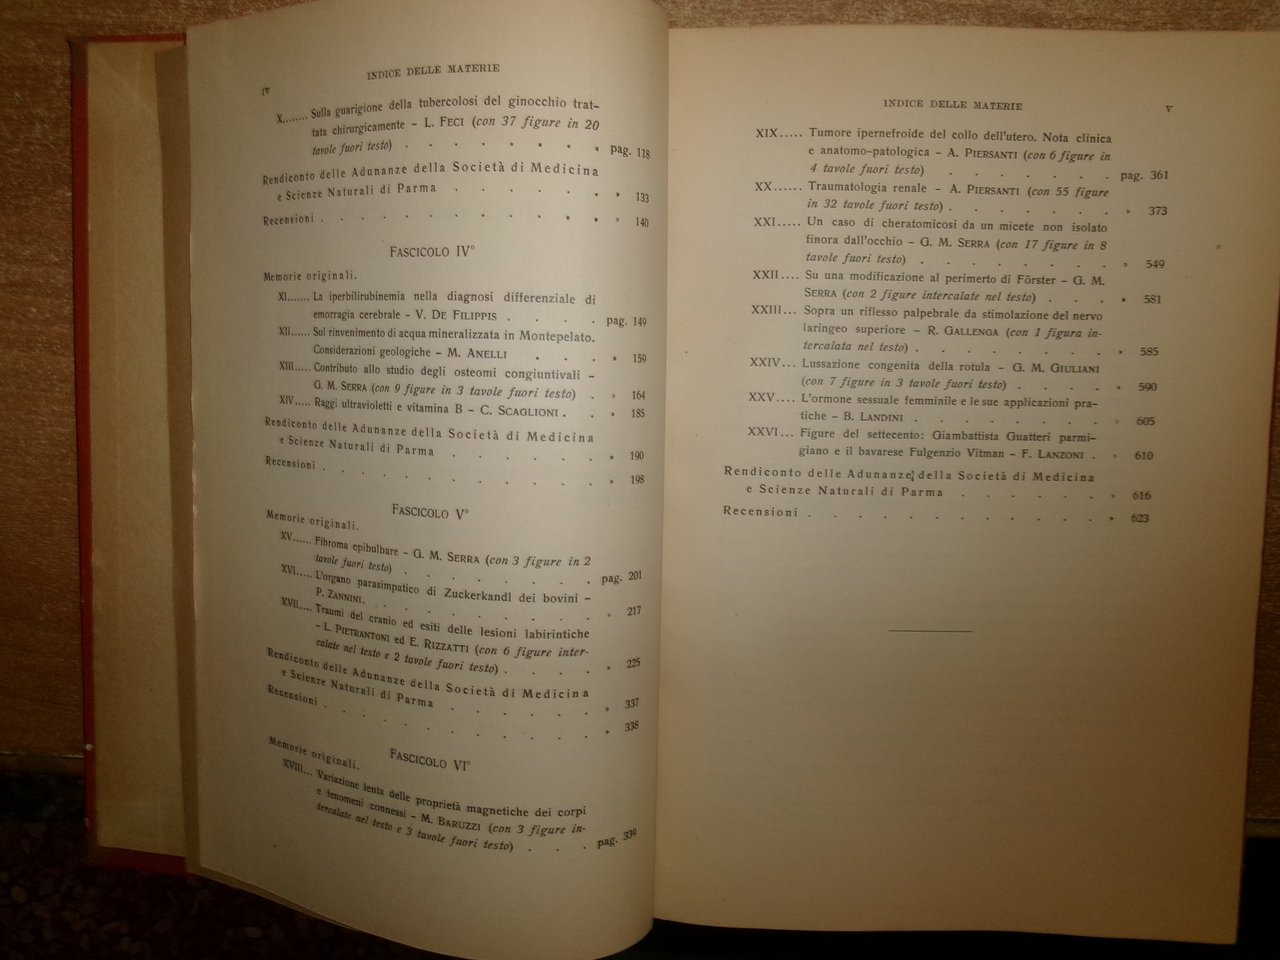 IV
INDICE DELLE MATERIE
X........ Sulla guarigione della tubercolosi del ginocchio trat-
tata chirurgicamente - L. FECI (con 37 figure in 20
tavole fuori testo) . . . . . . . . pag. 118
Rendiconto delle Adunanze della Società di Medicina
e Scienze Naturali di Parma . . . . . . » 133
Recensioni . . . . . . . . . . . . » 140
FASCICOLO IV°
Memorie originali.
XI....... La iperbilirubinemia nella diagnosi differenziale di
emorragia cerebrale - V. DE FILIPPIS . . . . pag. 149
XII...... Sul rinvenimento di acqua mineralizzata in Montepelato.
Considerazioni geologiche - M. ANELLI . . . » 159
XIII..... Contributo allo studio degli osteomi congiuntivali -
G. M. SERRA (con 9 figure in 3 tavole fuori testo) . » 164
XIV..... Raggi ultravioletti e vitamina B - C. SCAGLIONI . . » 185
Rendiconto delle Adunanze della Società di Medicina
e Scienze Naturali di Parma . . . . . . » 190
Recensioni . . . . . . . . . . . » 198
FASCICOLO V°
Memorie originali.
XV...... Fibroma epibulbare - G. M. SERRA (con 3 figure in 2
tavole fuori testo) . . . . . . . . pag. 201
XVI..... L'organo parasimpatico di Zuckerkandl dei bovini -
P. ZANNINI. . . . . . . . . . » 217
XVII.... Traumi del cranio ed esiti delle lesioni labirintiche
- L. PIETRANTONI ed E. RIZZATTI (con 6 figure inter-
calate nel testo e 2 tavole fuori testo) . . . . » 225
Rendiconto delle Adunanze della Società di Medicina
e Scienze Naturali di Parma . . . . . . » 337
Recensioni . . . . . . . . . . . » 338
FASCICOLO VI°
Memorie originali.
XVIII... Variazione lenta delle proprietà magnetiche dei corpi
e fenomeni connessi - M. BARUZZI (con 3 figure in-
tercalate nel testo e 3 tavole fuori testo) . . . pag. 339
INDICE DELLE MATERIE
V
XIX..... Tumore ipernefroide del collo dell'utero. Nota clinica
e anatomo-patologica - A. PIERSANTI (con 6 figure in
4 tavole fuori testo) . . . . . . . pag. 361
XX...... Traumatologia renale - A. PIERSANTI (con 55 figure
in 32 tavole fuori testo) . . . . . . . » 373
XXI..... Un caso di cheratomicosi da un micete non isolato
finora dall'occhio - G. M. SERRA (con 17 figure in 8
tavole fuori testo) . . . . . . . . » 549
XXII.... Su una modificazione al perimerto di Förster - G. M.
SERRA (con 2 figure intercalate nel testo) . . . » 581
XXIII... Sopra un riflesso palpebrale da stimolazione del nervo
laringeo superiore - R. GALLENGA (con 1 figura in-
tercalata nel testo) . . . . . . . . » 585
XXIV... Lussazione congenita della rotula - G. M. GIULIANI
(con 7 figure in 3 tavole fuori testo) . . . . » 590
XXV.... L'ormone sessuale femminile e le sue applicazioni pra-
tiche - B. LANDINI . . . . . . . . » 605
XXVI... Figure del settecento: Giambattista Guatteri parmi-
giano e il bavarese Fulgenzio Vitman - F. LANZONI . » 610
Rendiconto delle Adunanze della Società di Medicina
e Scienze Naturali di Parma . . . . . . » 616
Recensioni . . . . . . . . . . . . » 623